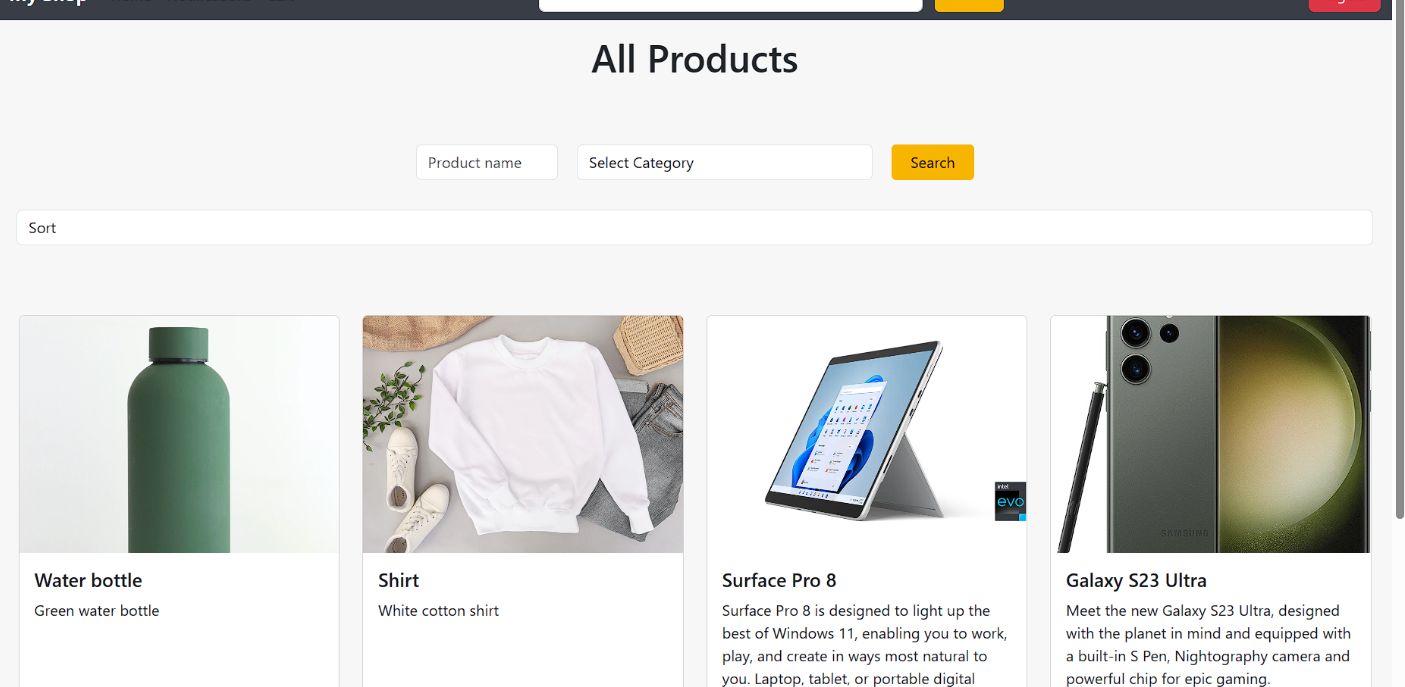 All Products
Product name
Select Category
Search
Sort
intel
evo
SAMSUNG
Water bottle
Green water bottle
Shirt
White cotton shirt
Surface Pro 8
Surface Pro 8 is designed to light up the
best of Windows 11, enabling you to work,
play, and create in ways most natural to
you. Laptop, tablet, or portable digital
Galaxy S23 Ultra
Meet the new Galaxy S23 Ultra, designed
with the planet in mind and equipped with
a built-in S Pen, Nightography camera and
powerful chip for epic gaming.